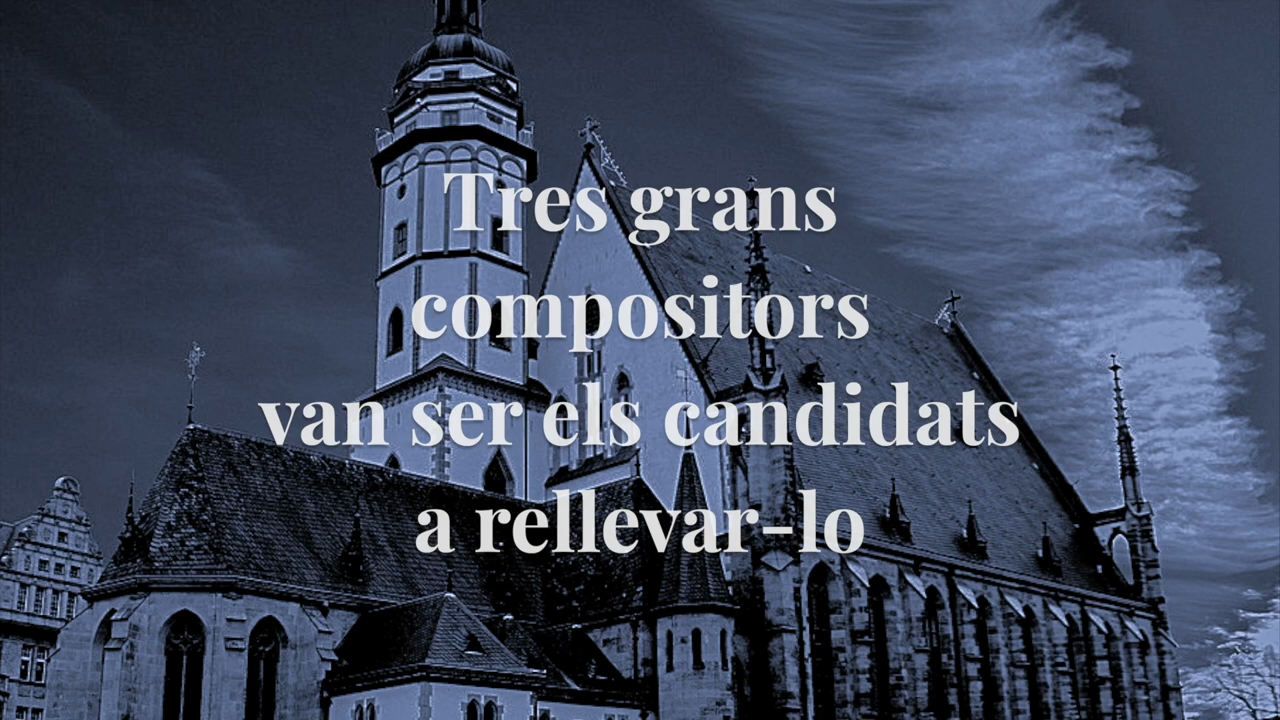 Tres grans
compositors
van ser els candidats
a rellevar-lo